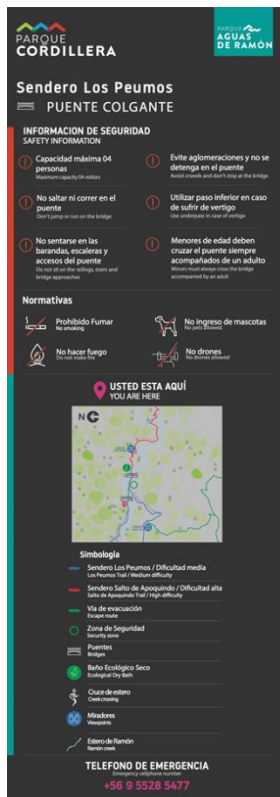 PARQUE
CORDILLERA
PARQUE
AGUAS
DE RAMÓN
Sendero Los Peumos
PUENTE COLGANTE
INFORMACION DE SEGURIDAD
SAFETY INFORMATION
Capacidad máxima 04
personas
Maximum capacity 04 visitors
Evite aglomeraciones y no se
detenga en el puente
Avoid crowds and don't stop at the bridge
No saltar ni correr en el
puente
Don't jump or run on the bridge
Utilizar paso inferior en caso
de sufrir de vertigo
Use underpass in case of vertigo
No sentarse en las
barandas, escaleras y
accesos del puente
Do not sit on the railings, stairs and
bridge approaches
Menores de edad deben
cruzar el puente siempre
acompañados de un adulto
Minors must always cross the bridge
accompanied by an adult
Normativas
Prohibido Fumar
No smoking
No ingreso de mascotas
No pets allowed
No hacer fuego
Do not make fire
No drones
No drones allowed
USTED ESTA AQUÍ
YOU ARE HERE
N
Simbología
Sendero Los Peumos / Dificultad media
Los Peumos Trail / Medium difficulty
Sendero Salto de Apoquindo / Dificultad alta
Salto de Apoquindo Trail / High difficulty
Vía de evacuación
Escape route
Zona de Seguridad
Security zone
Puentes
Bridges
Baño Ecológico Seco
Ecological Dry Bath
Cruce de estero
Creek crossing
Miradores
Viewpoints
Estero de Ramón
Ramón creek
TELEFONO DE EMERGENCIA
Emergency cellphone number
+56 9 5528 5477